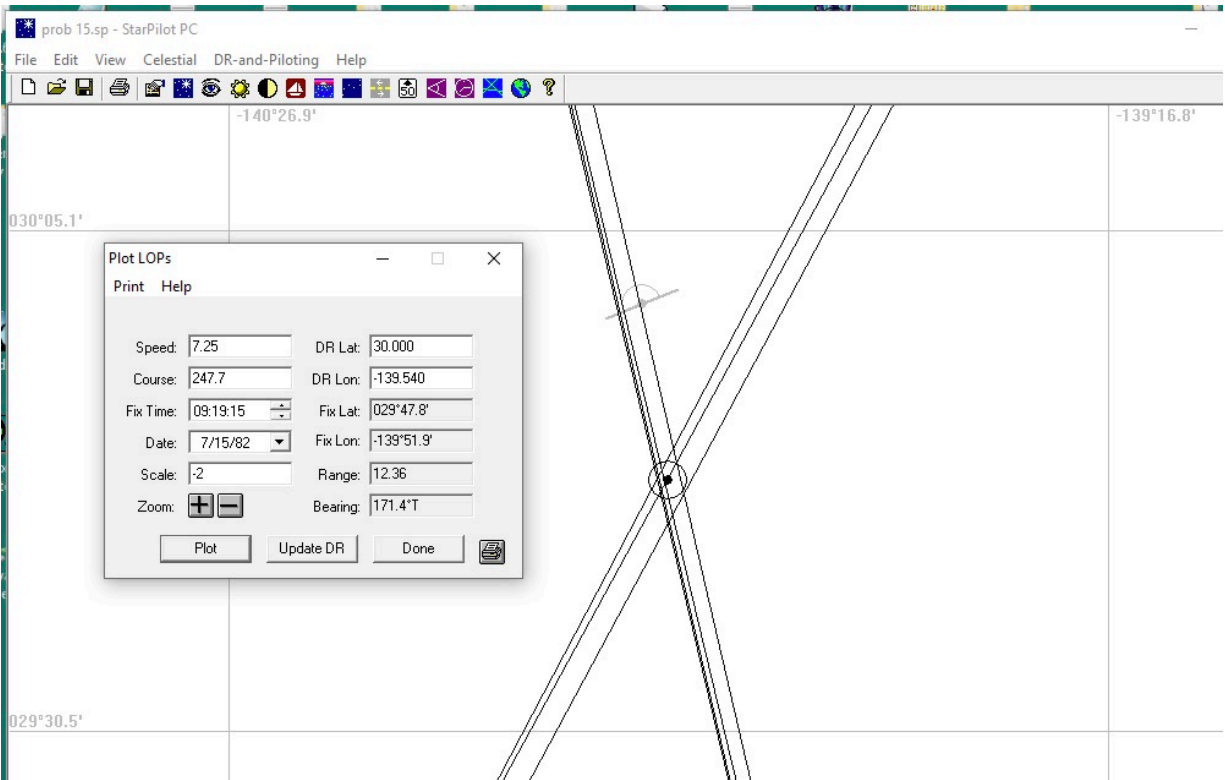 prob 15.sp - StarPilot PC
File Edit View Celestial DR-and-Piloting Help
50 ?
-140°26.9' -139°16.8'
030°05.1'
Plot LOPs
Print Help
Speed: 7.25 DR Lat: 30.000
Course: 247.7 DR Lon: -139.540
Fix Time: 09:19:15 Fix Lat: 029°47.8'
Date: 7/15/82 Fix Lon: -139°51.9'
Scale: -2 Range: 12.36
Zoom: + - Bearing: 171.4°T
Plot Update DR Done
029°30.5'